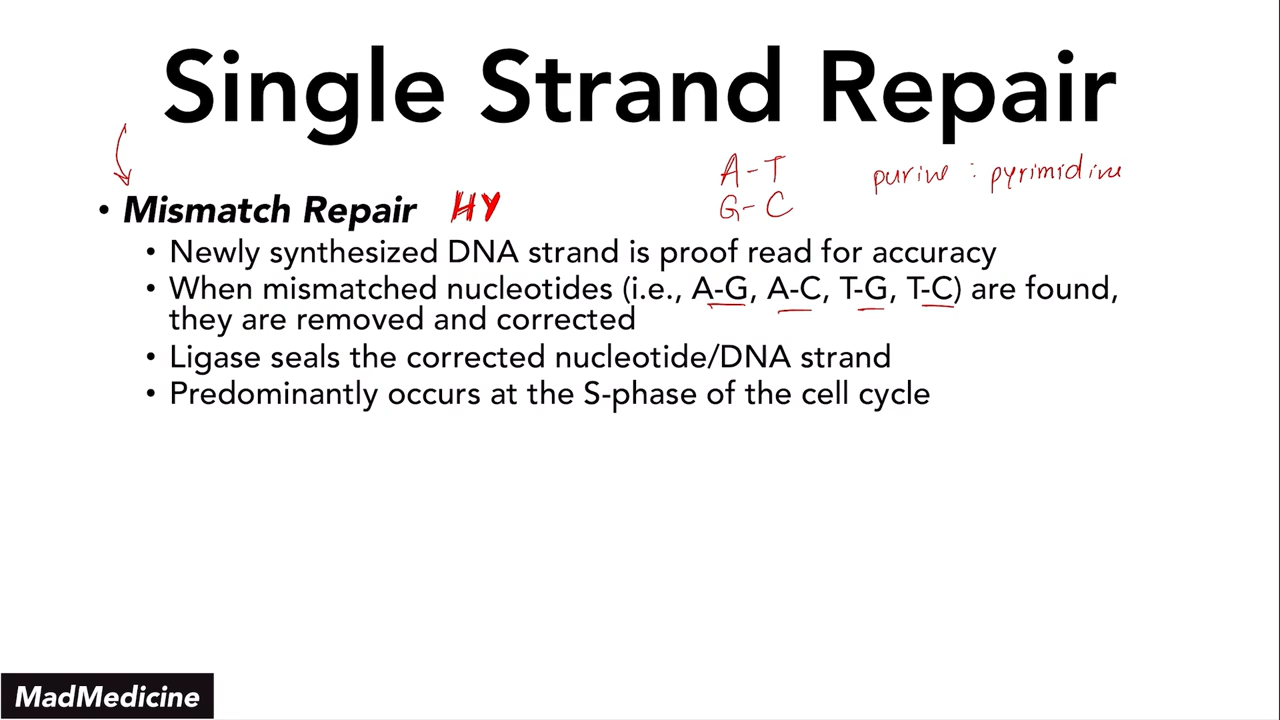 Single Strand Repair
A-T
purine : pyrimidine
G-C
• Mismatch Repair HY
• Newly synthesized DNA strand is proof read for accuracy
• When mismatched nucleotides (i.e., A-G, A-C, T-G, T-C) are found,
they are removed and corrected
• Ligase seals the corrected nucleotide/DNA strand
• Predominantly occurs at the S-phase of the cell cycle
MadMedicine